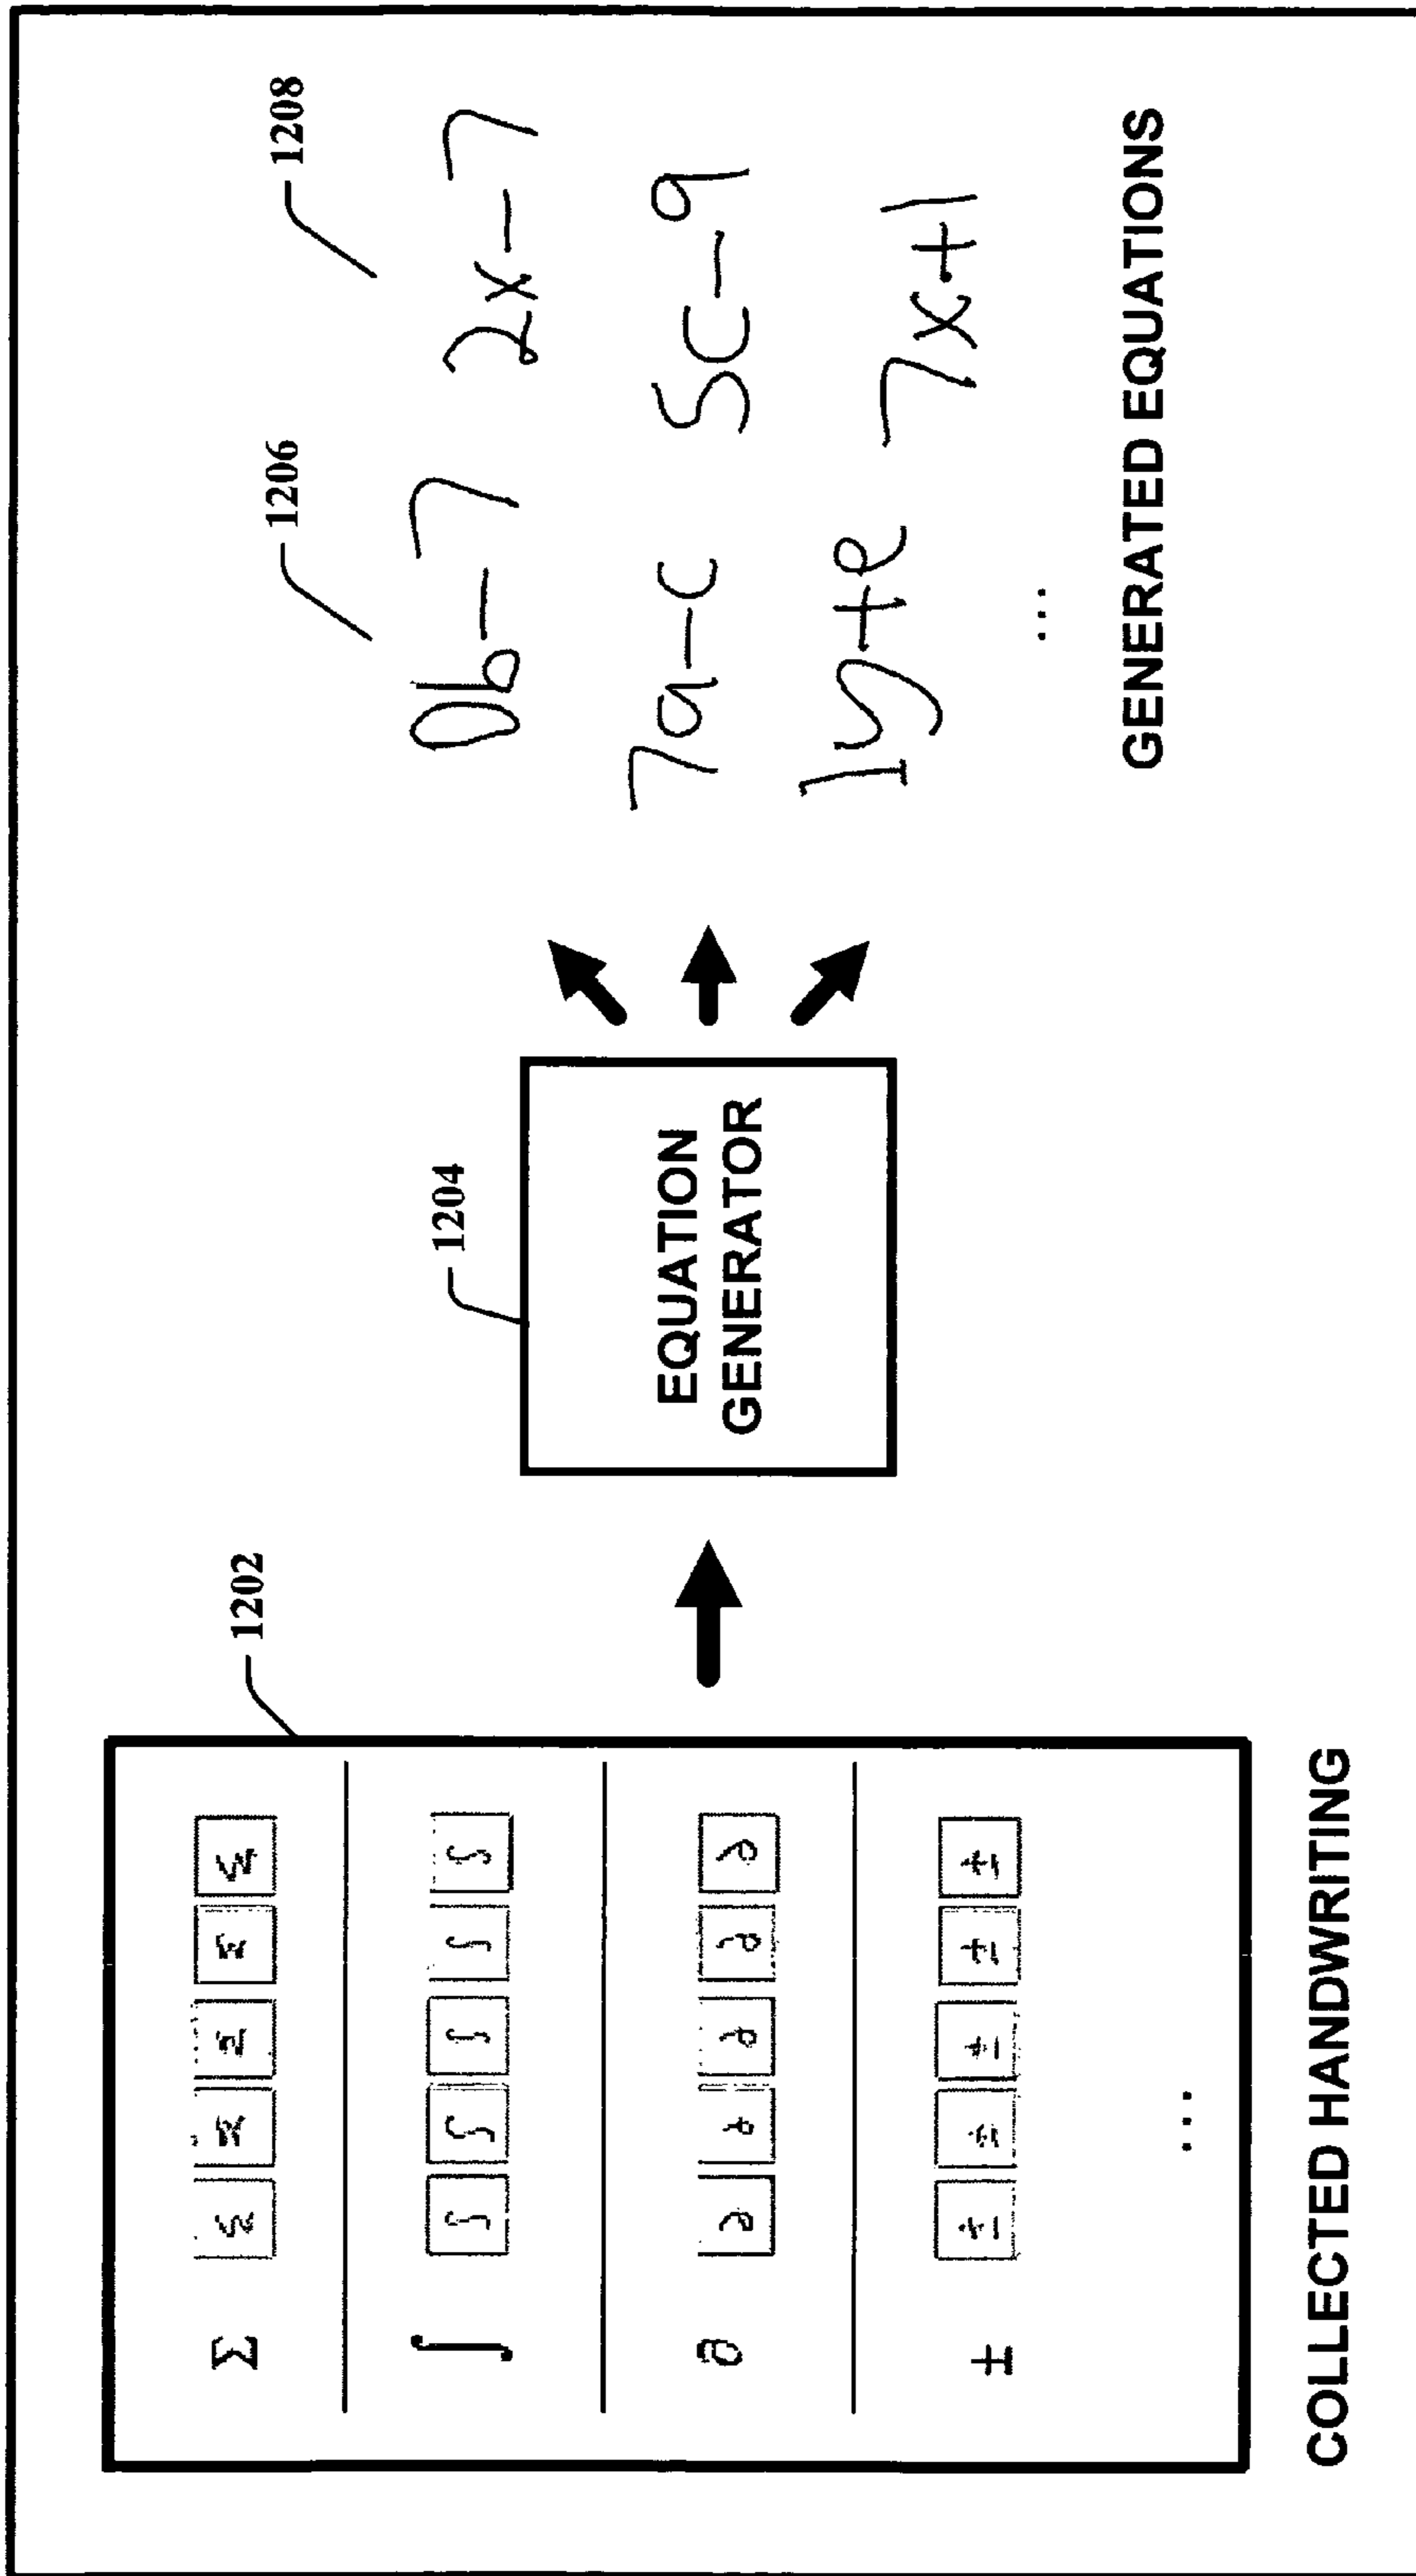 1202
Σ Σ Σ Σ Σ Σ
∫ ∫ ∫ ∫ ∫ ∫
∂ ∂ ∂ ∂ ∂ ∂
± ± ± ± ± ±
...
COLLECTED HANDWRITING
1204
EQUATION
GENERATOR
1206 1208
0b-7 2x-7
7a-c 5c-9
1y+e 7x+1
...
GENERATED EQUATIONS